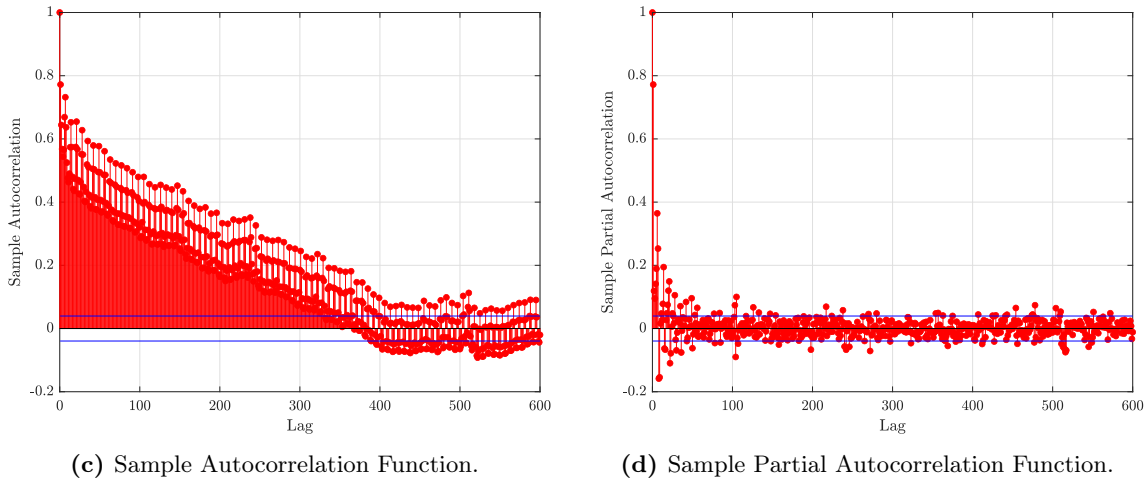 1
0.8
0.6
0.4
0.2
0
-0.2
0 100 200 300 400 500 600
Lag
Sample Autocorrelation
(c) Sample Autocorrelation Function.
1
0.8
0.6
0.4
0.2
0
-0.2
0 100 200 300 400 500 600
Lag
Sample Partial Autocorrelation
(d) Sample Partial Autocorrelation Function.